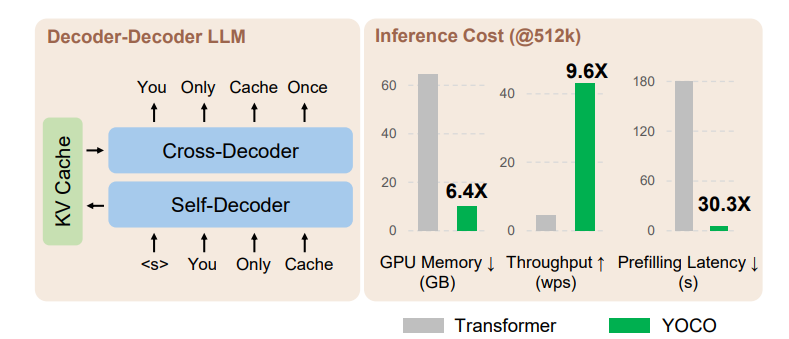 Decoder-Decoder LLM
You Only Cache Once
KV Cache
Cross-Decoder
Self-Decoder
<s> You Only Cache
Inference Cost (@512k)
60
40
20
0
6.4X
GPU Memory ↓
(GB)
40
20
0
9.6X
Throughput ↑
(wps)
180
120
60
0
30.3X
Prefilling Latency ↓
(s)
Transformer
YOCO